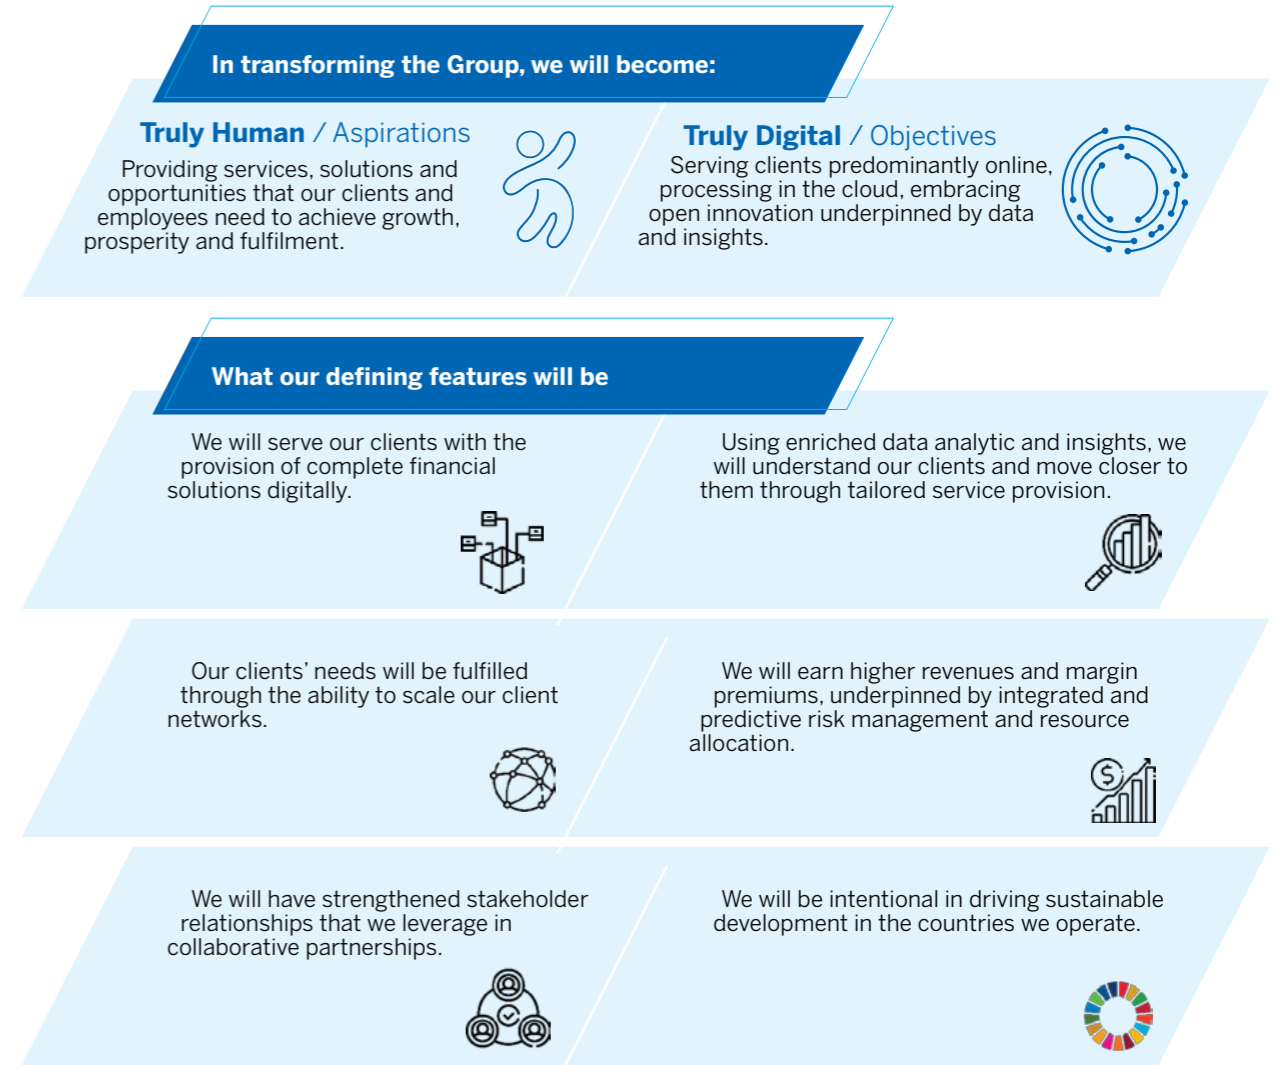 In transforming the Group, we will become:
Truly Human / Aspirations
Providing services, solutions and
opportunities that our clients and
employees need to achieve growth,
prosperity and fulfilment.
Truly Digital / Objectives
Serving clients predominantly online,
processing in the cloud, embracing
open innovation underpinned by data
and insights.
What our defining features will be
We will serve our clients with the
provision of complete financial
solutions digitally.
Using enriched data analytic and insights, we
will understand our clients and move closer to
them through tailored service provision.
Our clients' needs will be fulfilled
through the ability to scale our client
networks.
We will earn higher revenues and margin
premiums, underpinned by integrated and
predictive risk management and resource
allocation.
$
We will have strengthened stakeholder
relationships that we leverage in
collaborative partnerships.
We will be intentional in driving sustainable
development in the countries we operate.